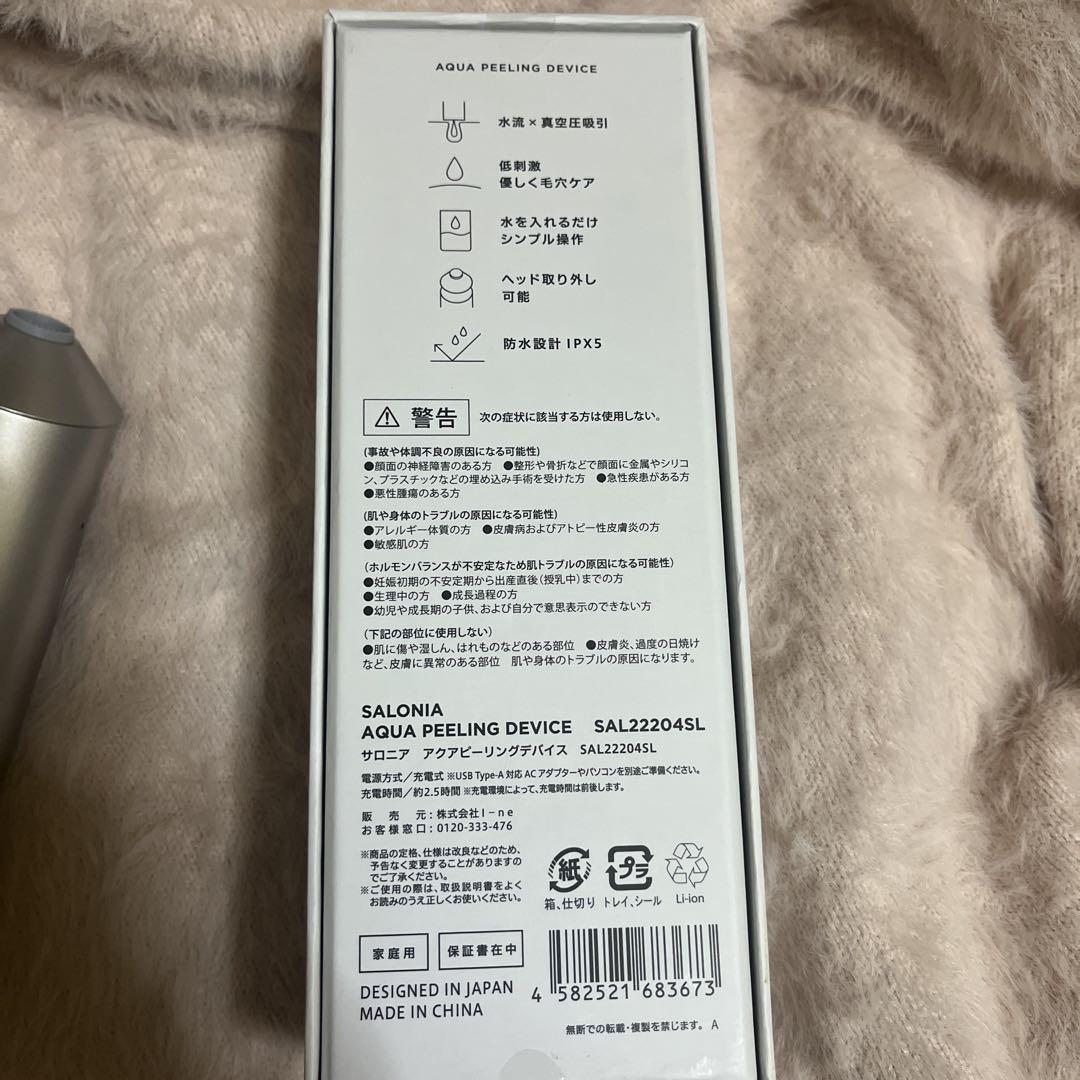 AQUA PEELING DEVICE
水流×真空圧吸引
低刺激
優しく毛穴ケア
水を入れるだけ
シンプル操作
ヘッド取り外し
可能
防水設計 IPX5
警告 次の症状に該当する方は使用しない。
(事故や体調不良の原因になる可能性)
●顔面の神経障害のある方 ●整形や骨折などで顔面に金属やシリコ
ン、プラスチックなどの埋め込み手術を受けた方 ●急性疾患がある方
●悪性腫瘍のある方
(肌や身体のトラブルの原因になる可能性)
●アレルギー体質の方 ●皮膚病およびアトピー性皮膚炎の方
●敏感肌の方
(ホルモンバランスが不安定なため肌トラブルの原因になる可能性)
●妊娠初期の不安定期から出産直後(授乳中)までの方
●生理中の方 ●成長過程の方
●幼児や成長期の子供、および自分で意思表示のできない方
(下記の部位に使用しない)
●肌に傷や湿しん、はれものなどのある部位 ●皮膚炎、過度の日焼け
など、皮膚に異常のある部位 肌や身体のトラブルの原因になります。
SALONIA
AQUA PEELING DEVICE SAL22204SL
サロニア アクアピーリングデバイス SAL22204SL
電源方式/充電式 ※USB Type-A 対応 AC アダプターやパソコンを別途ご準備ください。
充電時間/約2.5時間 ※充電環境によって、充電時間は前後します。
販売元:株式会社I-ne
お客様窓口:0120-333-476
※商品の定格、仕様は改良などのため、
予告なく変更することがありますの
でご了承ください。
※ご使用の際は、取扱説明書をよく
お読みのうえ正しくお使いください。
紙 プラ
箱、仕切り トレイ、シール Li-ion
家庭用 保証書在中
DESIGNED IN JAPAN
MADE IN CHINA
4 582521 683673
無断での転載・複製を禁じます。 A